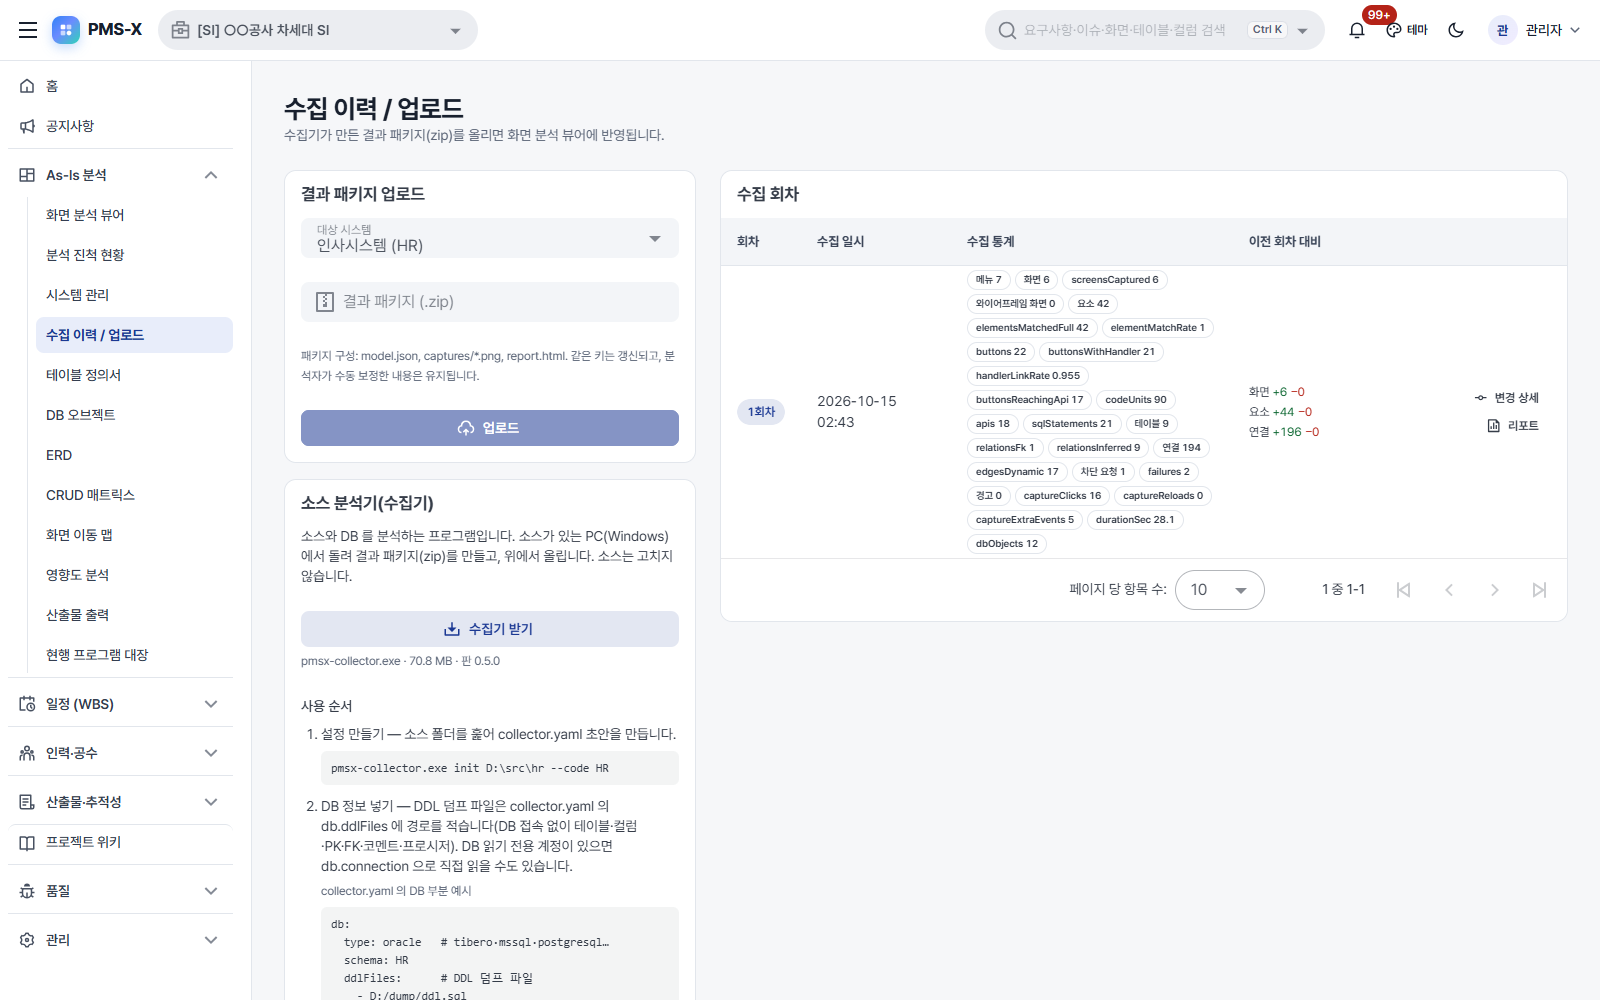 PMS-X
[SI] 〇〇공사 차세대 SI
요구사항·이슈·화면·테이블·컬럼 검색
Ctrl K
99+
테마
관
관리자
홈
공지사항
As-Is 분석
화면 분석 뷰어
분석 진척 현황
시스템 관리
수집 이력 / 업로드
테이블 정의서
DB 오브젝트
ERD
CRUD 매트릭스
화면 이동 맵
영향도 분석
산출물 출력
현행 프로그램 대장
일정 (WBS)
인력·공수
산출물·추적성
프로젝트 위키
품질
관리
수집 이력 / 업로드
수집기가 만든 결과 패키지(zip)를 올리면 화면 분석 뷰어에 반영됩니다.
결과 패키지 업로드
대상 시스템
인사시스템 (HR)
결과 패키지 (.zip)
패키지 구성: model.json, captures/*.png, report.html. 같은 키는 갱신되고, 분
석자가 수동 보정한 내용은 유지됩니다.
업로드
소스 분석기(수집기)
소스와 DB 를 분석하는 프로그램입니다. 소스가 있는 PC(Windows)
에서 돌려 결과 패키지(zip)를 만들고, 위에서 올립니다. 소스는 고치지
않습니다.
수집기 받기
pmsx-collector.exe · 70.8 MB · 판 0.5.0
사용 순서
1. 설정 만들기 — 소스 폴더를 훑어 collector.yaml 초안을 만듭니다.
pmsx-collector.exe init D:\src\hr --code HR
2. DB 정보 넣기 — DDL 덤프 파일은 collector.yaml 의
db.ddlFiles 에 경로를 적습니다(DB 접속 없이 테이블·컬럼
·PK·FK·코멘트·프로시저). DB 읽기 전용 계정이 있으면
db.connection 으로 직접 읽을 수도 있습니다.
collector.yaml 의 DB 부분 예시
db:
type: oracle # tibero·mssql·postgresql…
schema: HR
ddlFiles: # DDL 덤프 파일
- D:/dump/ddl.sql
수집 회차
회차 수집 일시 수집 통계 이전 회차 대비
1회차
2026-10-15
02:43
메뉴 7 화면 6 screensCaptured 6
와이어프레임 화면 0 요소 42
elementsMatchedFull 42 elementMatchRate 1
buttons 22 buttonsWithHandler 21
handlerLinkRate 0.955
buttonsReachingApi 17 codeUnits 90
apis 18 sqlStatements 21 테이블 9
relationsFk 1 relationsInferred 9 연결 194
edgesDynamic 17 차단 요청 1 failures 2
경고 0 captureClicks 16 captureReloads 0
captureExtraEvents 5 durationSec 28.1
dbObjects 12
화면 +6 −0
요소 +44 −0
연결 +196 −0
변경 상세
리포트
페이지 당 항목 수: 10 1 중 1-1